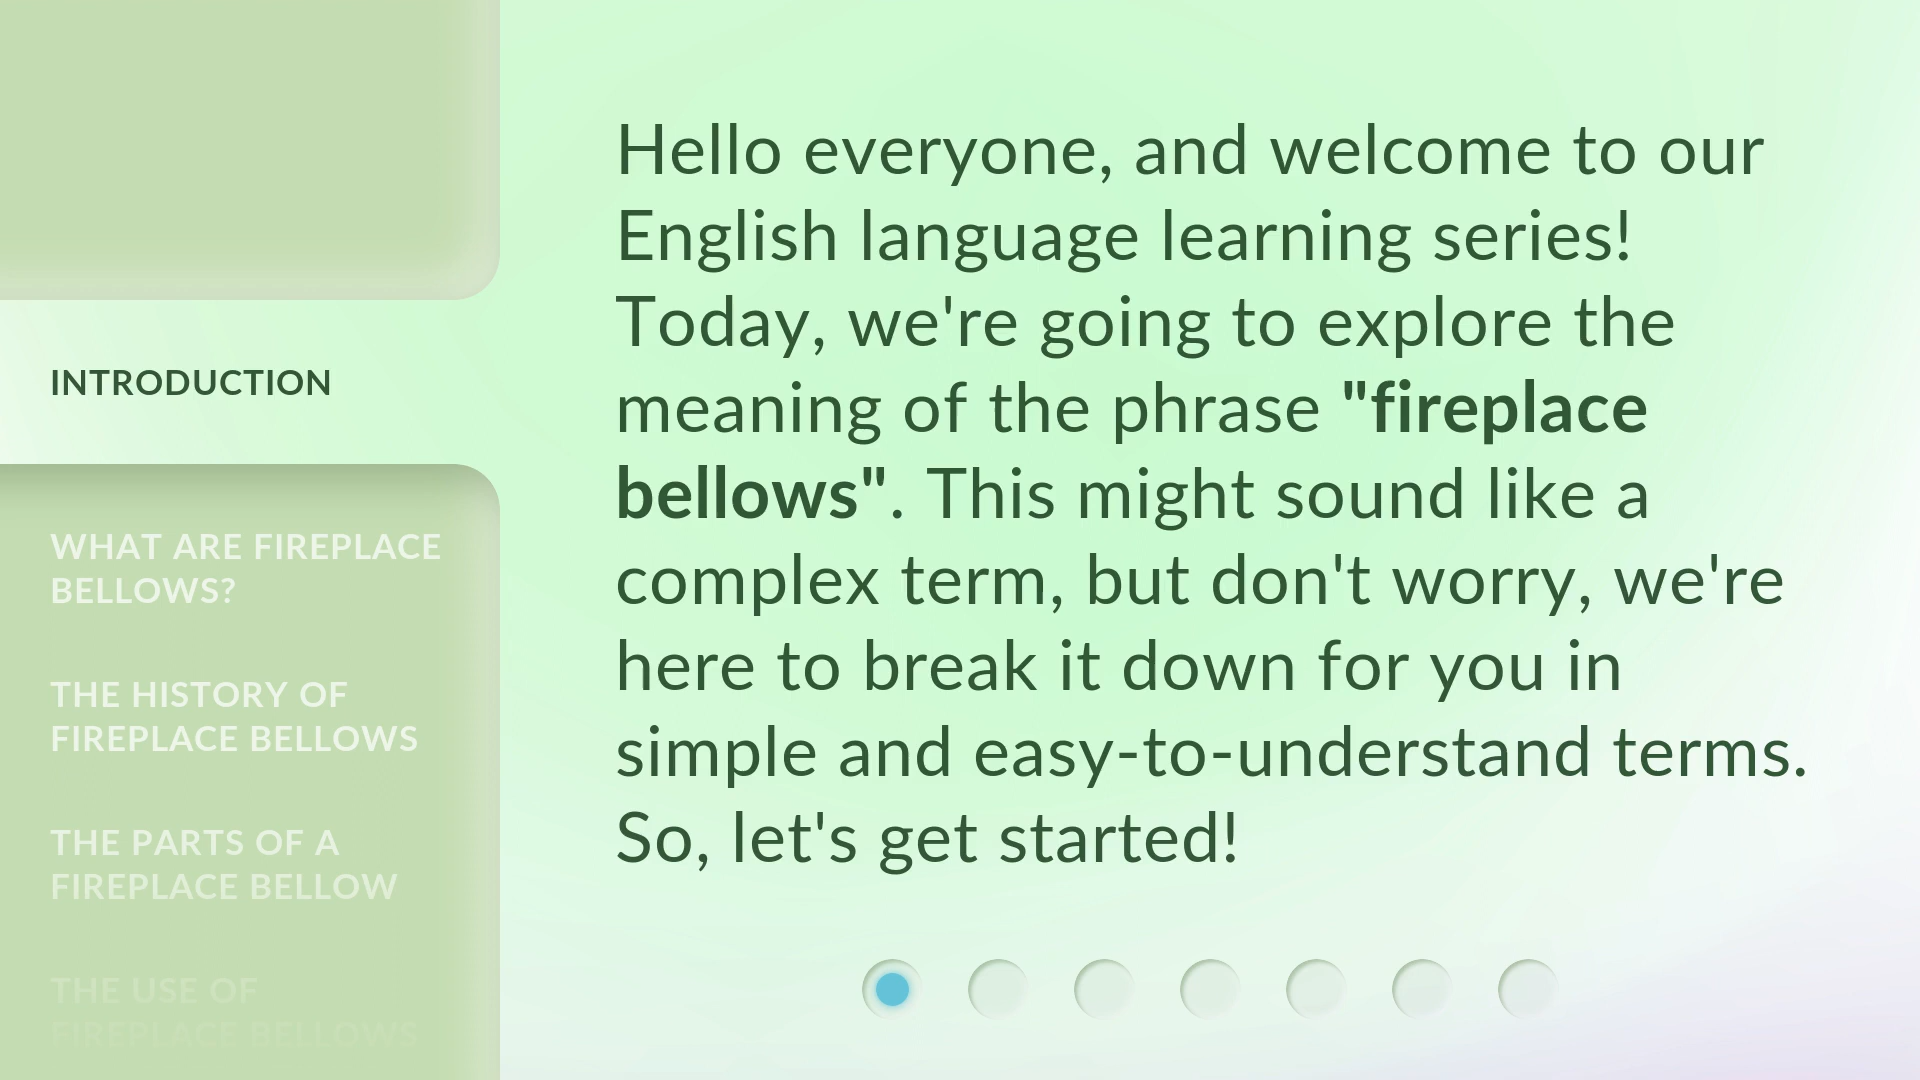 INTRODUCTION
WHAT ARE FIREPLACE
BELLOWS?
THE HISTORY OF
FIREPLACE BELLOWS
THE PARTS OF A
FIREPLACE BELLOW
THE USE OF
FIREPLACE BELLOWS
Hello everyone, and welcome to our
English language learning series!
Today, we're going to explore the
meaning of the phrase "fireplace
bellows". This might sound like a
complex term, but don't worry, we're
here to break it down for you in
simple and easy-to-understand terms.
So, let's get started!